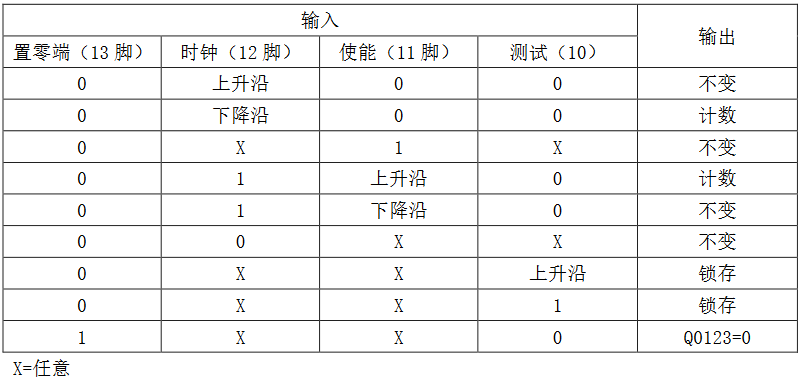 输入 输出
置零端（13 脚） 时钟（12 脚） 使能（11 脚） 测试（10）
0 上升沿 0 0 不变
0 下降沿 0 0 计数
0 X 1 X 不变
0 1 上升沿 0 计数
0 1 下降沿 0 不变
0 0 X X 不变
0 X X 上升沿 锁存
0 X X 1 锁存
1 X X 0 Q0123=0
X=任意